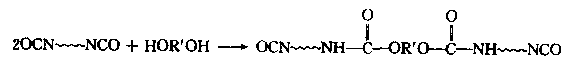 O O
2OCN~~~NCO + HOR′OH ⟶ OCN~~~NH—C—OR′O—C—NH~~~NCO